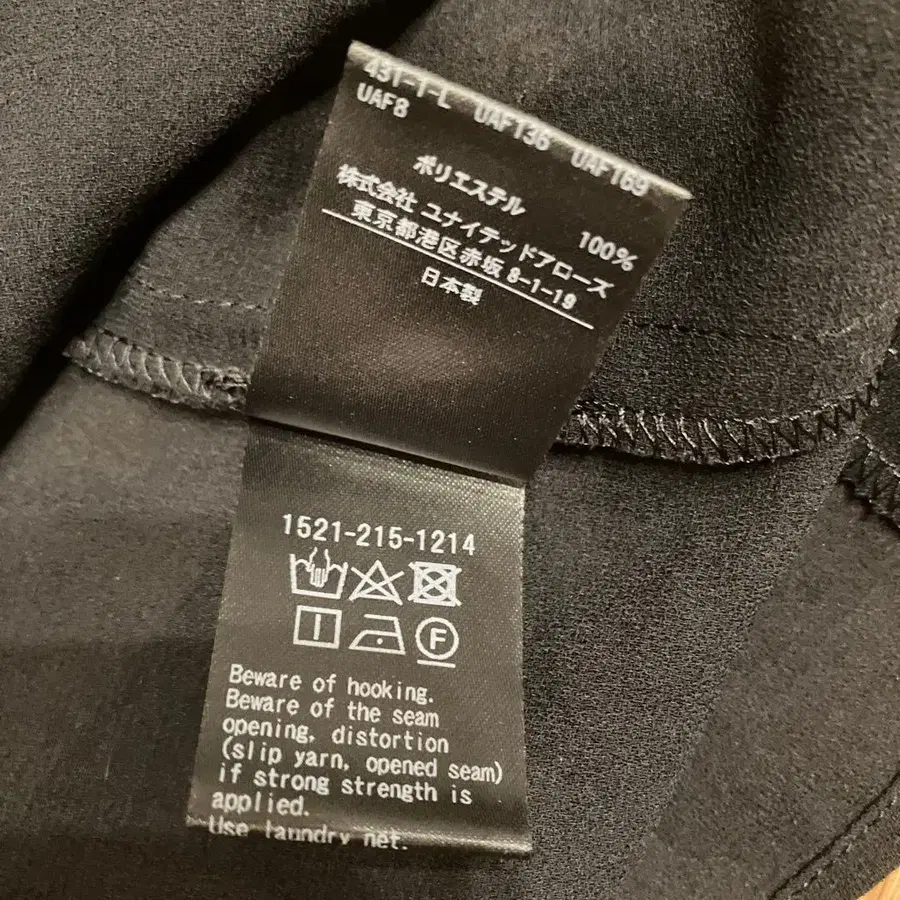 431-1-L UAF136 UAF169
UAF8
ポリエステル 100%
株式会社 ユナイテッドアローズ
東京都港区赤坂 8-1-19
日本製
1521-215-1214
F
Beware of hooking.
Beware of the seam
opening, distortion
(slip yarn, opened seam)
if strong strength is
applied.
Use laundry net.